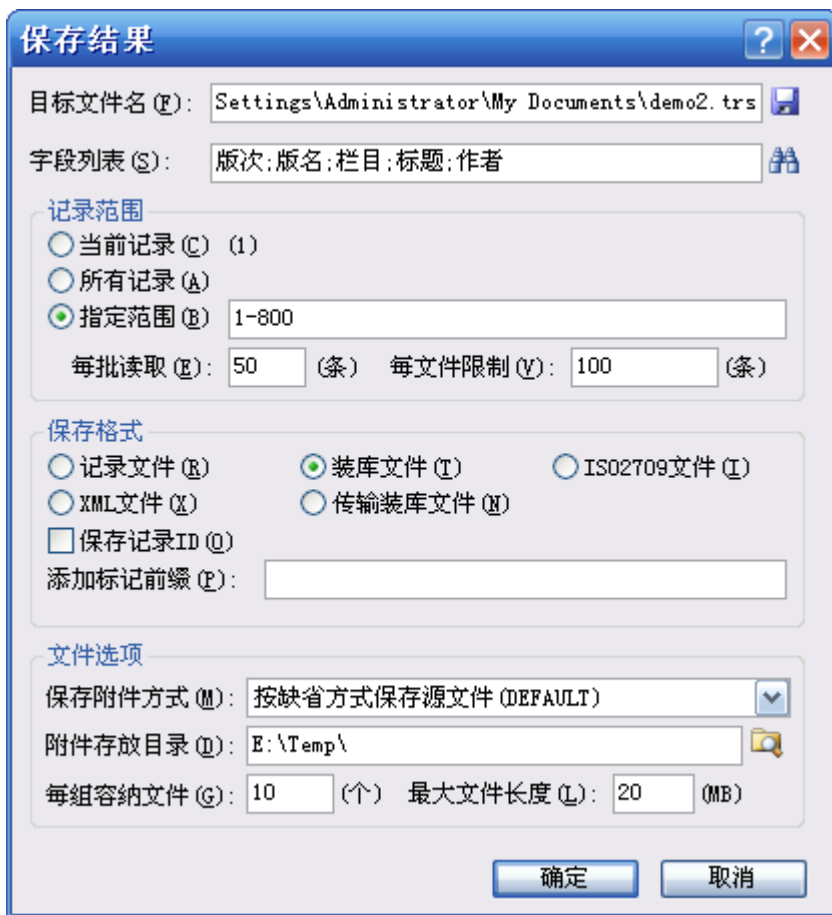 保存结果
目标文件名(F): Settings\Administrator\My Documents\demo2.trs
字段列表(S): 版次;版名;栏目;标题;作者
记录范围
当前记录(C) (1)
所有记录(A)
指定范围(B) 1-800
每批读取(E): 50 (条) 每文件限制(V): 100 (条)
保存格式
记录文件(R) 装库文件(T) ISO2709文件(I)
XML文件(X) 传输装库文件(N)
保存记录ID(O)
添加标记前缀(P):
文件选项
保存附件方式(M): 按缺省方式保存源文件(DEFAULT)
附件存放目录(D): E:\Temp\
每组容纳文件(G): 10 (个) 最大文件长度(L): 20 (MB)
确定 取消